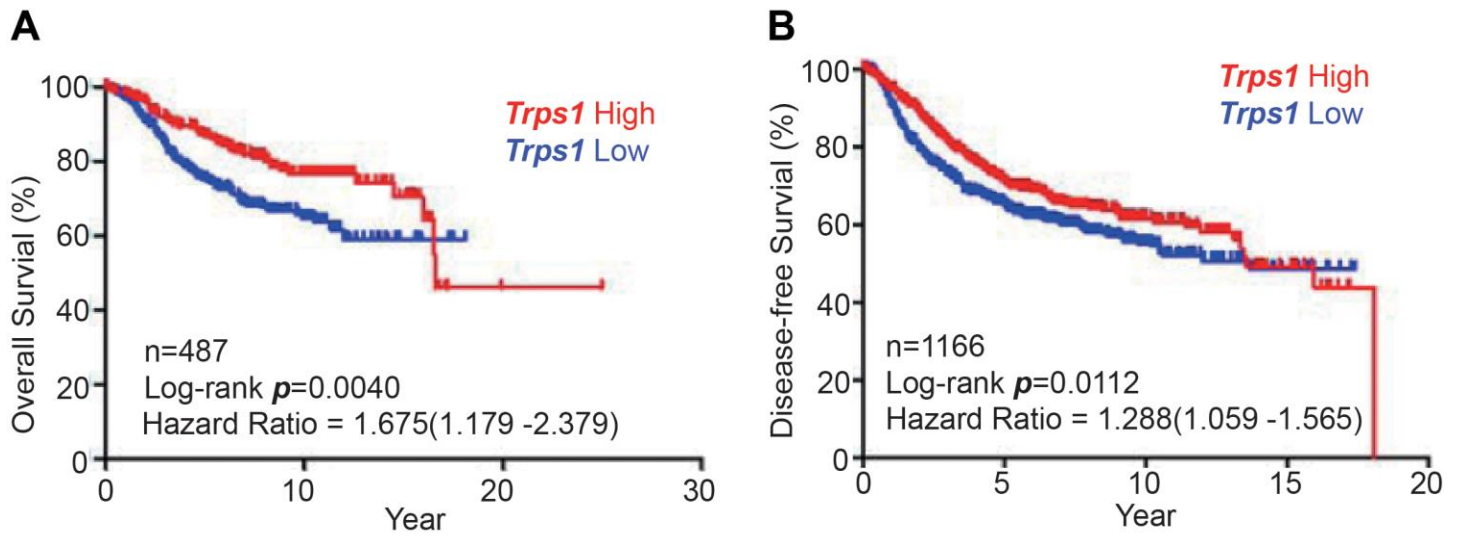 A
Overall Survial (%)
100
80
60
40
20
0
0 10 20 30
Year
Trps1 High
Trps1 Low
n=487
Log-rank p=0.0040
Hazard Ratio = 1.675(1.179 -2.379)
B
Disease-free Survial (%)
100
80
60
40
20
0
0 5 10 15 20
Year
Trps1 High
Trps1 Low
n=1166
Log-rank p=0.0112
Hazard Ratio = 1.288(1.059 -1.565)